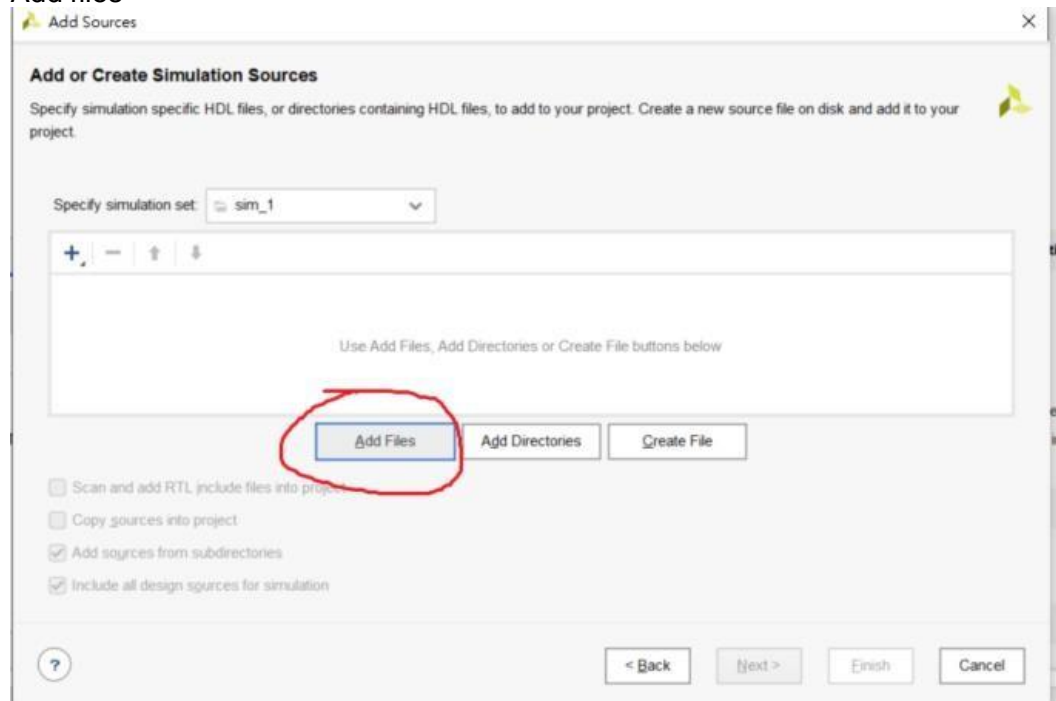 Add files
Add Sources
Add or Create Simulation Sources
Specify simulation specific HDL files, or directories containing HDL files, to add to your project. Create a new source file on disk and add it to your
project.
Specify simulation set: sim_1
Use Add Files, Add Directories or Create File buttons below
Add Files Add Directories Create File
Scan and add RTL include files into project
Copy sources into project
Add sources from subdirectories
Include all design sources for simulation
? < Back Next > Finish Cancel